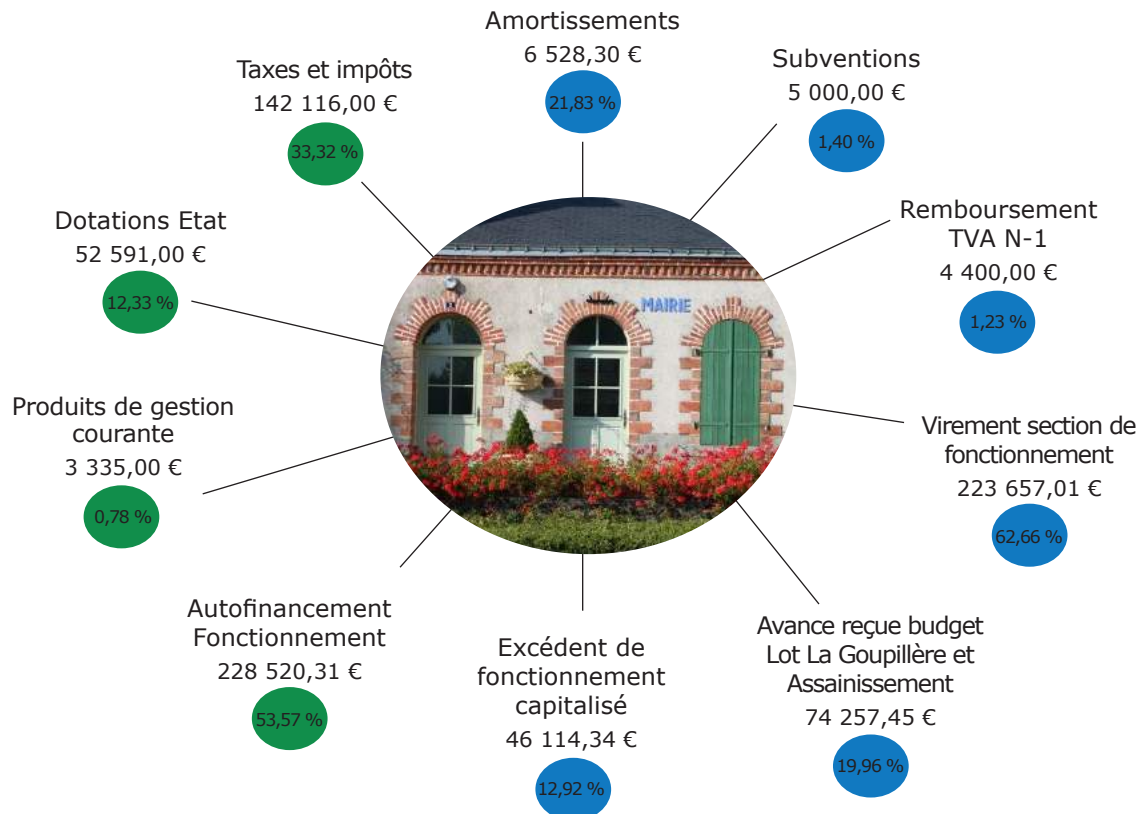 Amortissements
6 528,30 €
21,83 %
Subventions
5 000,00 €
1,40 %
Remboursement
TVA N-1
4 400,00 €
1,23 %
Virement section de
fonctionnement
223 657,01 €
62,66 %
Avance reçue budget
Lot La Goupillère et
Assainissement
74 257,45 €
19,96 %
Excédent de
fonctionnement
capitalisé
46 114,34 €
12,92 %
Autofinancement
Fonctionnement
228 520,31 €
53,57 %
Produits de gestion
courante
3 335,00 €
0,78 %
Dotations Etat
52 591,00 €
12,33 %
Taxes et impôts
142 116,00 €
33,32 %
MAIRIE